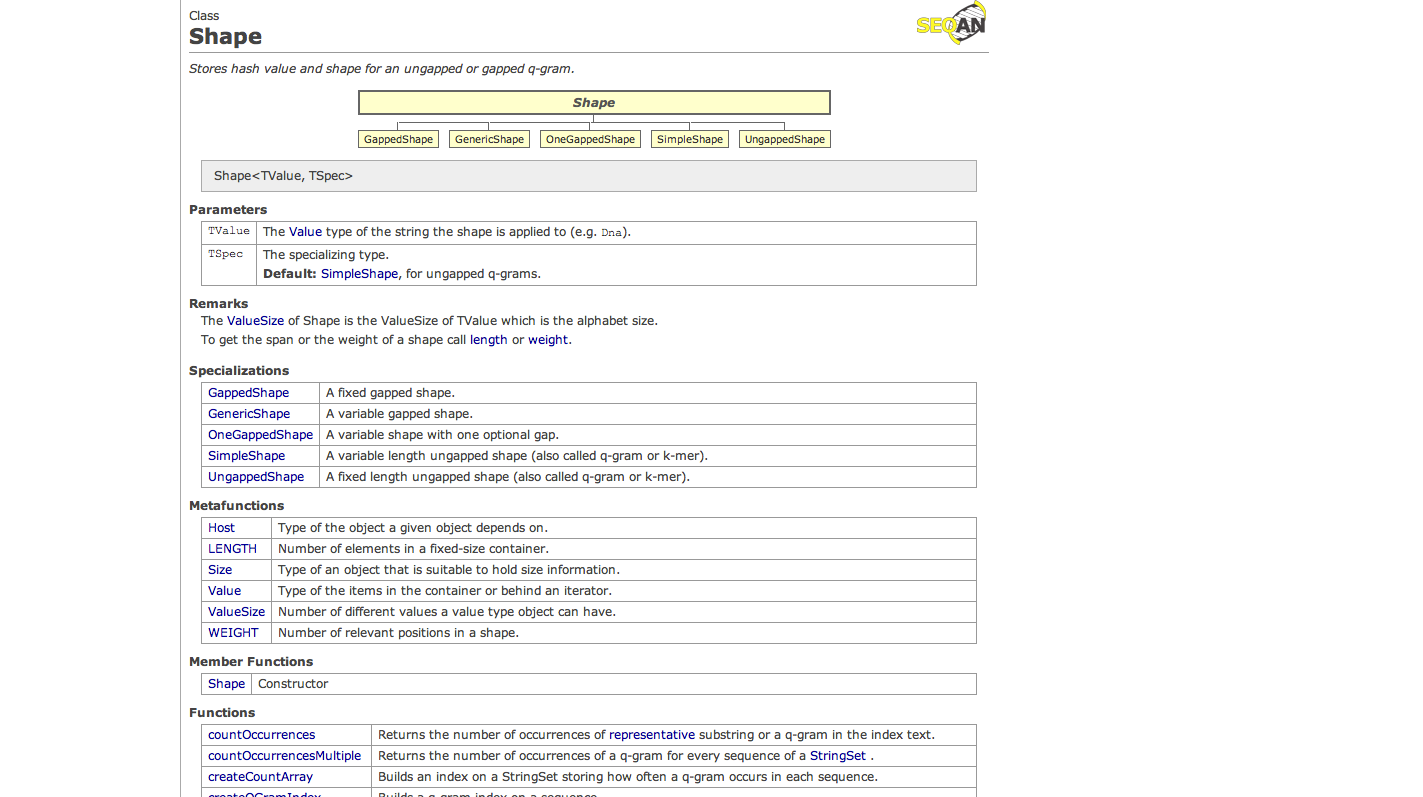 Class
SEQAN
Shape
Stores hash value and shape for an ungapped or gapped q-gram.
Shape
GappedShape GenericShape OneGappedShape SimpleShape UngappedShape
Shape<TValue, TSpec>
Parameters
TValue The Value type of the string the shape is applied to (e.g. Dna).
TSpec The specializing type.
Default: SimpleShape, for ungapped q-grams.
Remarks
The ValueSize of Shape is the ValueSize of TValue which is the alphabet size.
To get the span or the weight of a shape call length or weight.
Specializations
GappedShape A fixed gapped shape.
GenericShape A variable gapped shape.
OneGappedShape A variable shape with one optional gap.
SimpleShape A variable length ungapped shape (also called q-gram or k-mer).
UngappedShape A fixed length ungapped shape (also called q-gram or k-mer).
Metafunctions
Host Type of the object a given object depends on.
LENGTH Number of elements in a fixed-size container.
Size Type of an object that is suitable to hold size information.
Value Type of the items in the container or behind an iterator.
ValueSize Number of different values a value type object can have.
WEIGHT Number of relevant positions in a shape.
Member Functions
Shape Constructor
Functions
countOccurrences Returns the number of occurrences of representative substring or a q-gram in the index text.
countOccurrencesMultiple Returns the number of occurrences of a q-gram for every sequence of a StringSet .
createCountArray Builds an index on a StringSet storing how often a q-gram occurs in each sequence.
createQGramIndex Builds a q-gram index on a sequence.